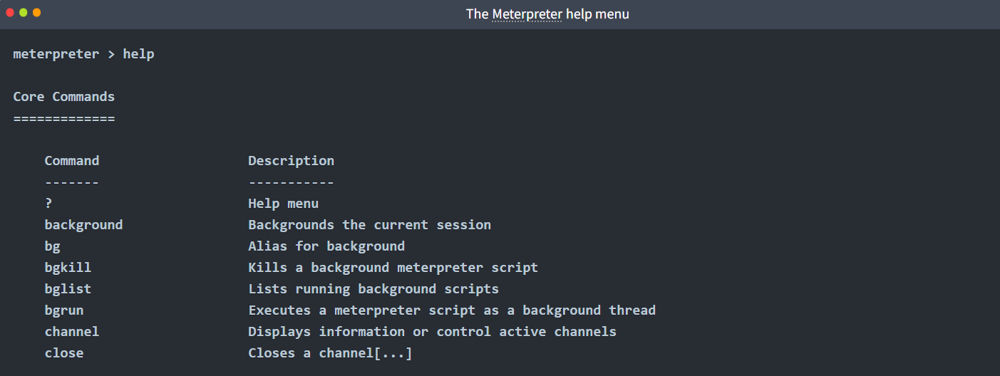 The Meterpreter help menu
meterpreter > help
Core Commands
=============
Command                   Description
-------                   -----------
?                         Help menu
background                Backgrounds the current session
bg                        Alias for background
bgkill                    Kills a background meterpreter script
bglist                    Lists running background scripts
bgrun                     Executes a meterpreter script as a background thread
channel                   Displays information or control active channels
close                     Closes a channel[...]